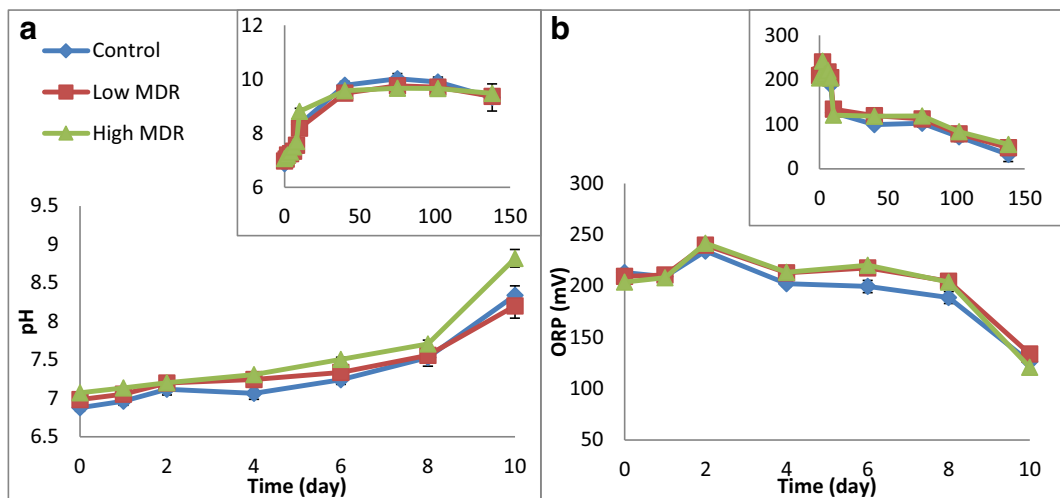 a
Control
Low MDR
High MDR
12
10
8
6
0 50 100 150
9.5
9
8.5
8
7.5
7
6.5
pH
0 2 4 6 8 10
Time (day)
b
300
200
100
0
0 50 100 150
300
250
200
150
100
50
ORP (mV)
0 2 4 6 8 10
Time (day)